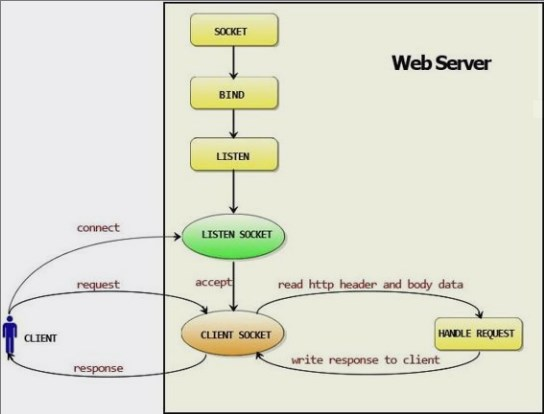 SOCKET
Web Server
BIND
LISTEN
connect
LISTEN SOCKET
request
accept
read http header and body data
CLIENT
CLIENT SOCKET
HANDLE REQUEST
response
write response to client